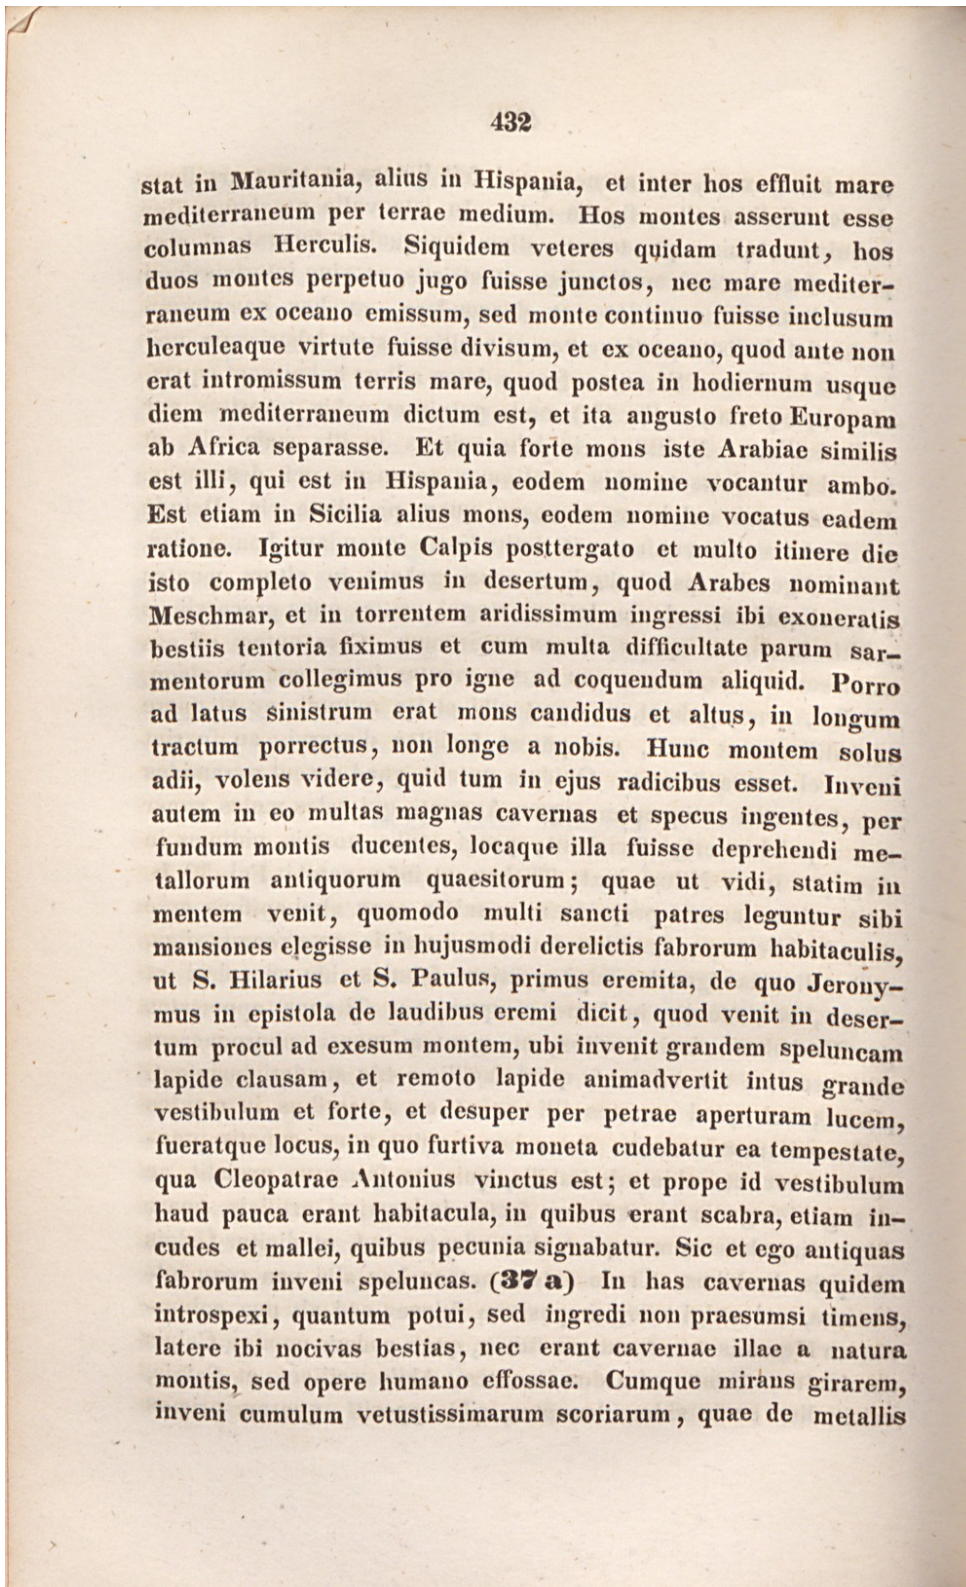 432
stat in Mauritania, alius in Hispania, et inter hos effluit mare
mediterraneum per terrae medium. Hos montes asserunt esse
columnas Herculis. Siquidem veteres quidam tradunt, hos
duos montes perpetuo jugo fuisse junctos, nec mare mediter-
raneum ex oceano emissum, sed monte continuo fuisse inclusum
herculeaque virtute fuisse divisum, et ex oceano, quod ante non
erat intromissum terris mare, quod postea in hodiernum usque
diem mediterraneum dictum est, et ita angusto freto Europam
ab Africa separasse. Et quia forte mons iste Arabiae similis
est illi, qui est in Hispania, eodem nomine vocantur ambo.
Est etiam in Sicilia alius mons, eodem nomine vocatus eadem
ratione. Igitur monte Calpis posttergato et multo itinere die
isto completo venimus in desertum, quod Arabes nominant
Meschmar, et in torrentem aridissimum ingressi ibi exoneratis
bestiis tentoria fiximus et cum multa difficultate parum sar-
mentorum collegimus pro igne ad coquendum aliquid. Porro
ad latus sinistrum erat mons candidus et altus, in longum
tractum porrectus, non longe a nobis. Hunc montem solus
adii, volens videre, quid tum in ejus radicibus esset. Inveni
autem in eo multas magnas cavernas et specus ingentes, per
fundum montis ducentes, locaque illa fuisse deprehendi me-
tallorum antiquorum quaesitorum; quae ut vidi, statim in
mentem venit, quomodo multi sancti patres leguntur sibi
mansiones elegisse in hujusmodi derelictis fabrorum habitaculis,
ut S. Hilarius et S. Paulus, primus eremita, de quo Jerony-
mus in epistola de laudibus eremi dicit, quod venit in deser-
tum procul ad exesum montem, ubi invenit grandem speluncam
lapide clausam, et remoto lapide animadvertit intus grande
vestibulum et forte, et desuper per petrae aperturam lucem,
fueratque locus, in quo furtiva moneta cudebatur ea tempestate,
qua Cleopatrae Antonius vinctus est; et prope id vestibulum
haud pauca erant habitacula, in quibus erant scabra, etiam in-
cudes et mallei, quibus pecunia signabatur. Sic et ego antiquas
fabrorum inveni speluncas. (37 a) In has cavernas quidem
introspexi, quantum potui, sed ingredi non praesumsi timens,
latere ibi nocivas bestias, nec erant cavernae illae a natura
montis, sed opere humano effossae. Cumque mirans girarem,
inveni cumulum vetustissimarum scoriarum, quae de metallis